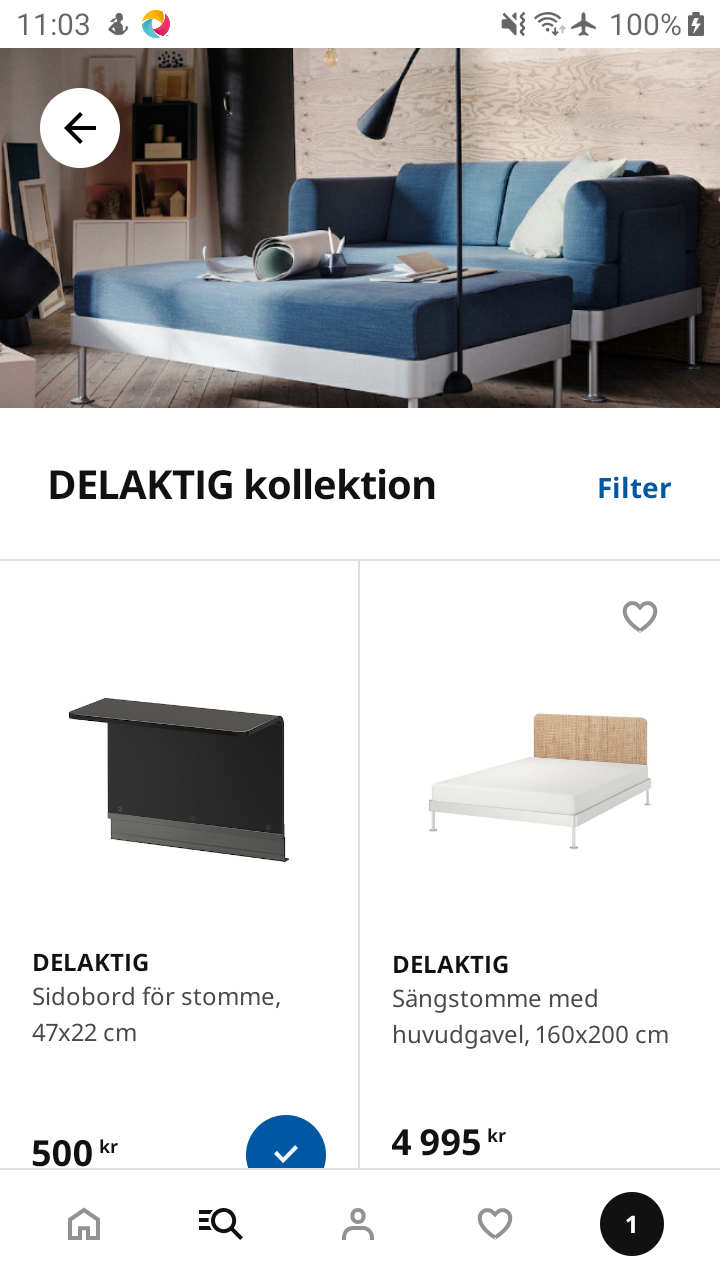 11:03
100%
DELAKTIG kollektion
Filter
DELAKTIG
Sidobord för stomme,
47x22 cm
500 kr
DELAKTIG
Sängstomme med
huvudgavel, 160x200 cm
4 995 kr
1